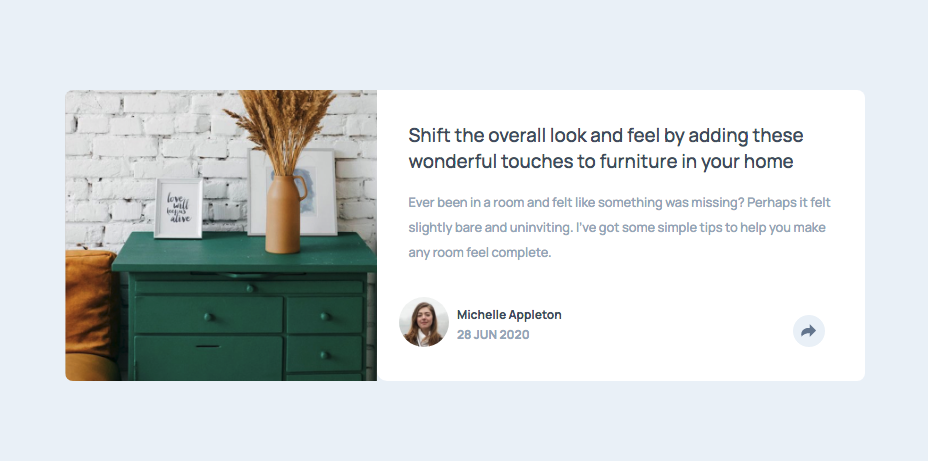 love
will
keep us
alive
Shift the overall look and feel by adding these
wonderful touches to furniture in your home
Ever been in a room and felt like something was missing? Perhaps it felt
slightly bare and uninviting. I've got some simple tips to help you make
any room feel complete.
Michelle Appleton
28 JUN 2020